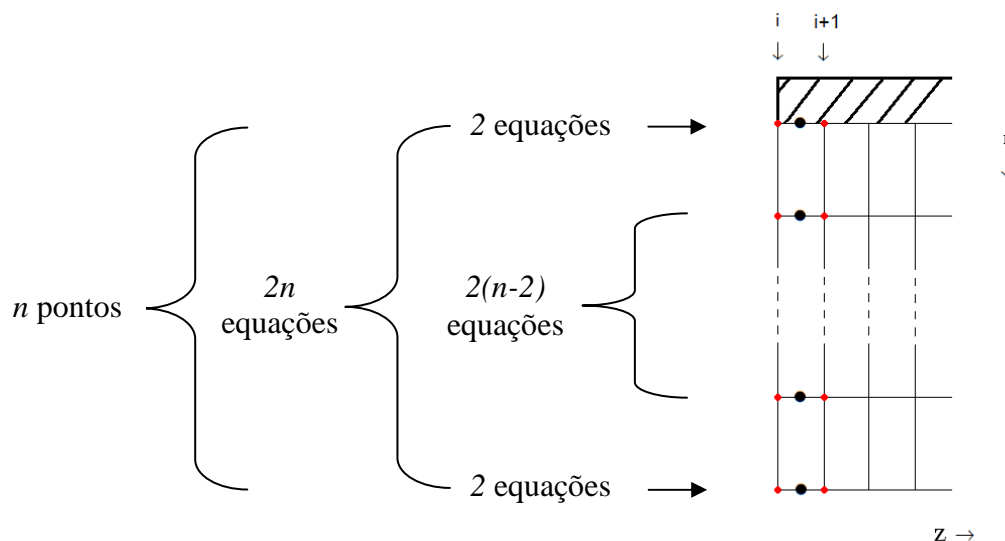 i i+1
↓ ↓
2 equações
n pontos
2n
equações
2(n-2)
equações
2 equações
z →